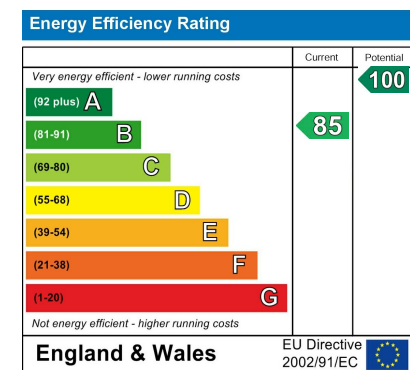 Energy Efficiency Rating
Current Potential
Very energy efficient - lower running costs
(92 plus) A
100
(81-91) B
85
(69-80) C
(55-68) D
(39-54) E
(21-38) F
(1-20) G
Not energy efficient - higher running costs
England & Wales
EU Directive
2002/91/EC